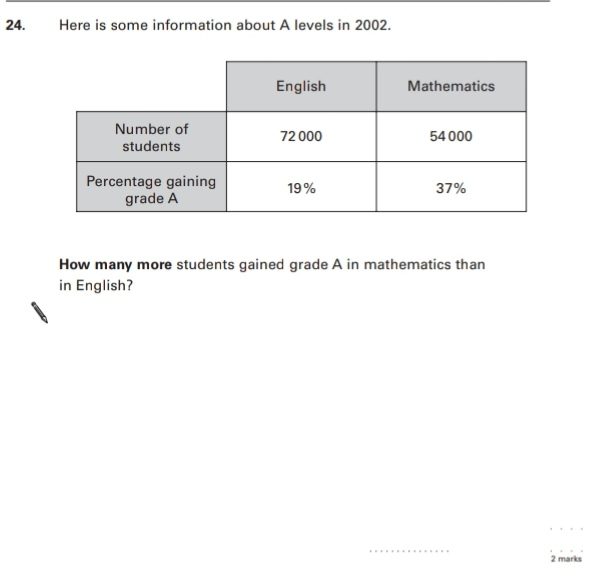 24. Here is some information about A levels in 2002.
English Mathematics
Number of
students
72 000 54 000
Percentage gaining
grade A
19% 37%
How many more students gained grade A in mathematics than
in English?
2 marks